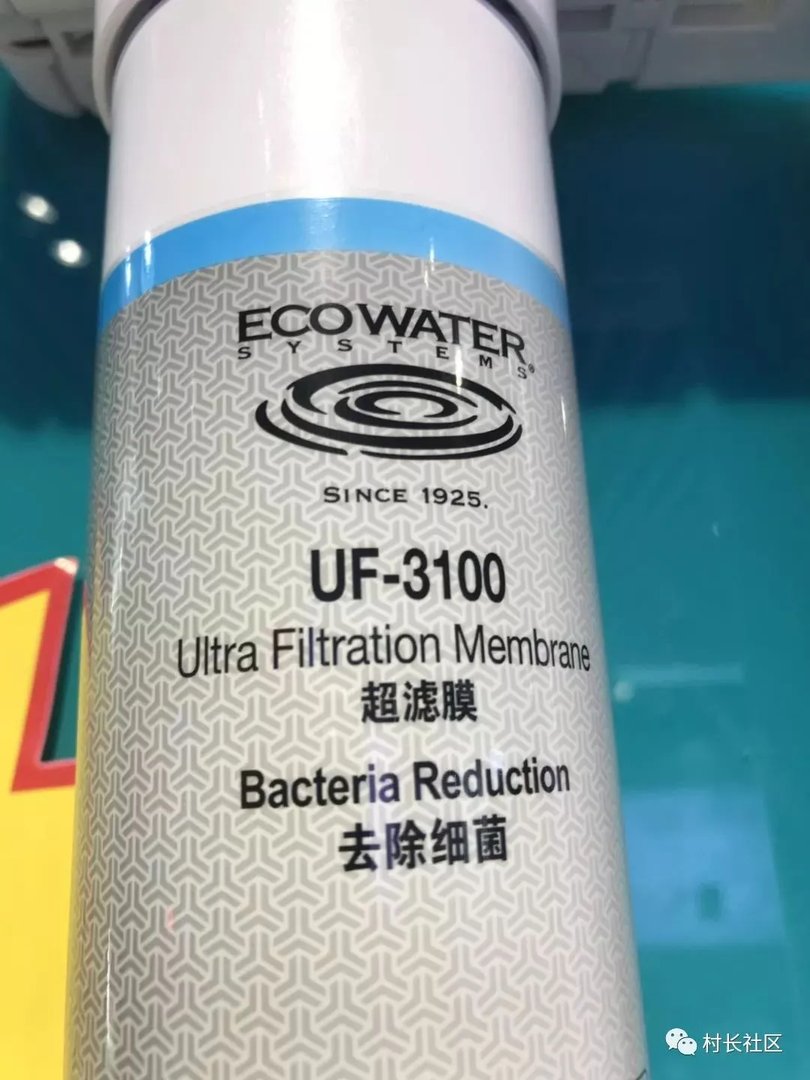 ECOWATER
SYSTEMS®
SINCE 1925.
UF-3100
Ultra Filtration Membrane
超滤膜
Bacteria Reduction
去除细菌
村长社区